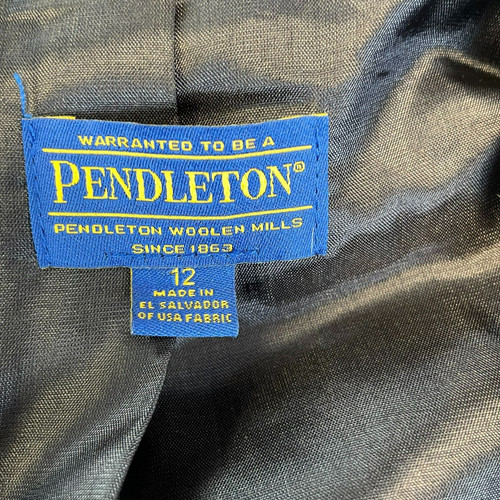 WARRANTED TO BE A
PENDLETON®
PENDLETON WOOLEN MILLS
SINCE 1863
12
MADE IN
EL SALVADOR
OF USA FABRIC